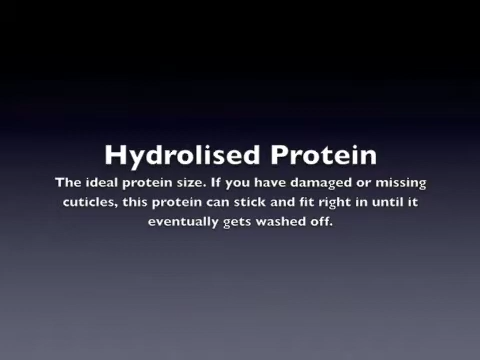 Hydrolised Protein
The ideal protein size. If you have damaged or missing
cuticles, this protein can stick and fit right in until it
eventually gets washed off.